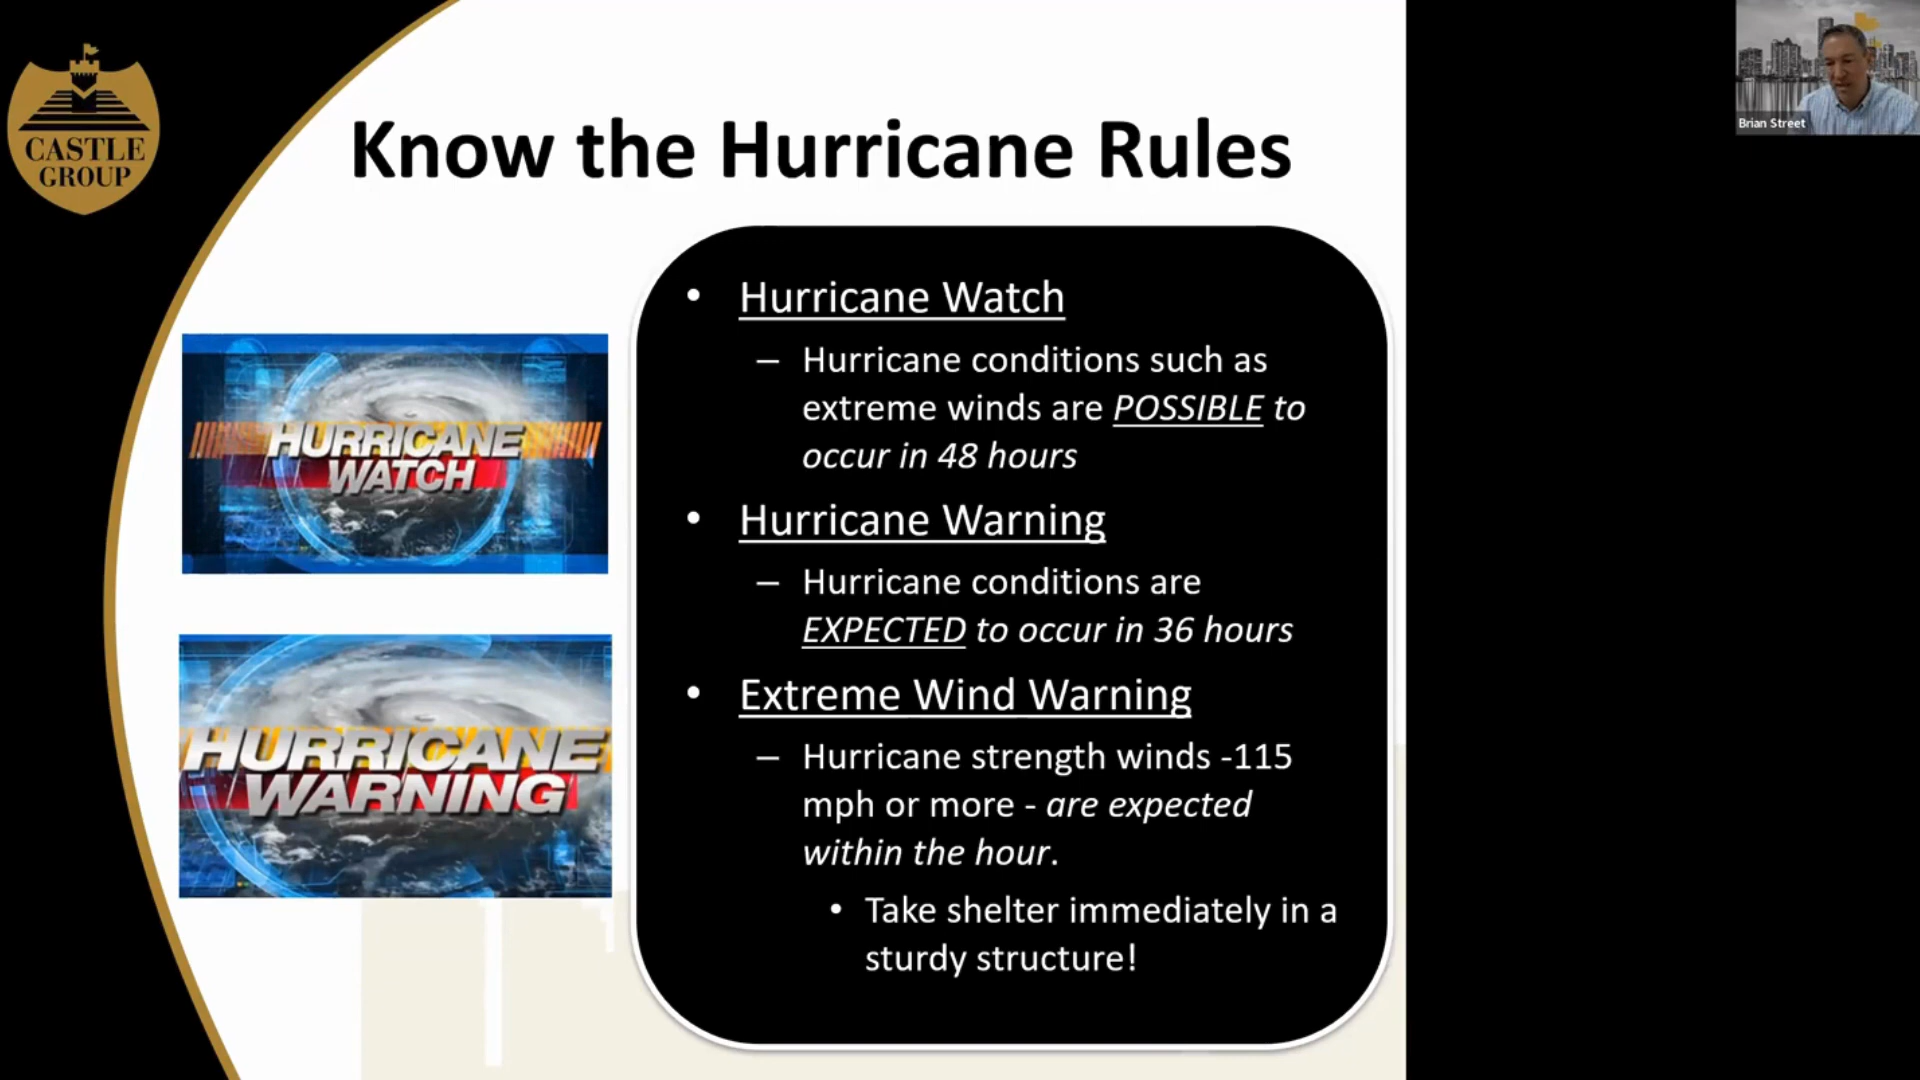 CASTLE
GROUP
Brian Street
Know the Hurricane Rules
HURRICANE
WATCH
HURRICANE
WARNING
• Hurricane Watch
– Hurricane conditions such as
extreme winds are POSSIBLE to
occur in 48 hours
• Hurricane Warning
– Hurricane conditions are
EXPECTED to occur in 36 hours
• Extreme Wind Warning
– Hurricane strength winds -115
mph or more - are expected
within the hour.
• Take shelter immediately in a
sturdy structure!